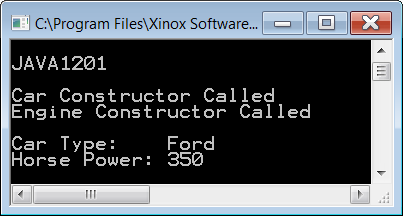 C:\Program Files\Xinox Software...
JAVA1201
Car Constructor Called
Engine Constructor Called
Car Type: Ford
Horse Power: 350